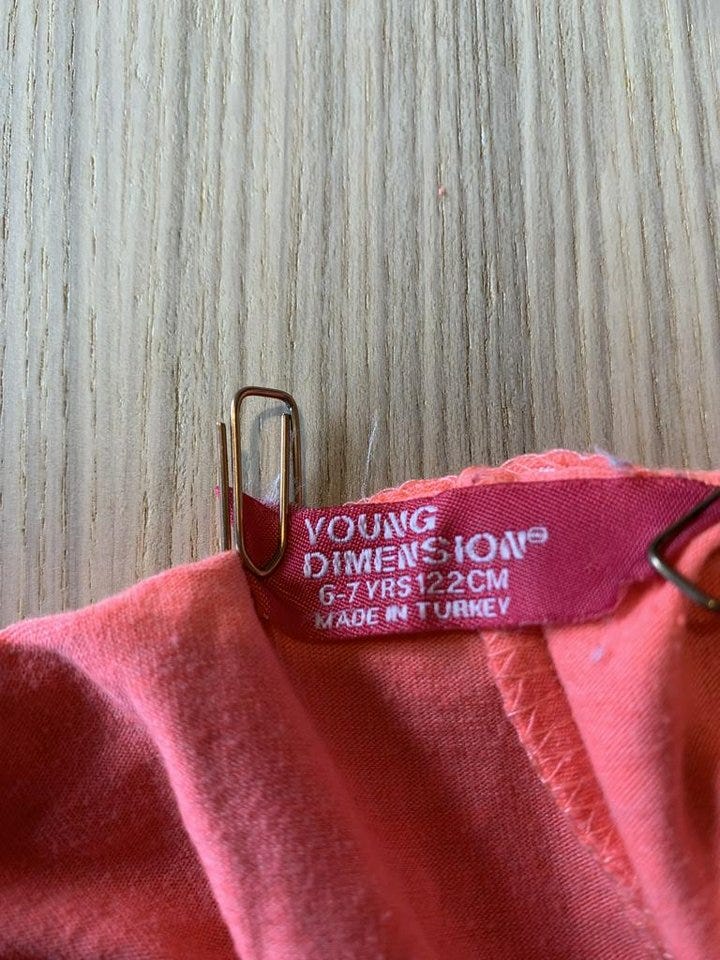 YOUNG
DIMENSION®
6-7 YRS 122CM
MADE IN TURKEY